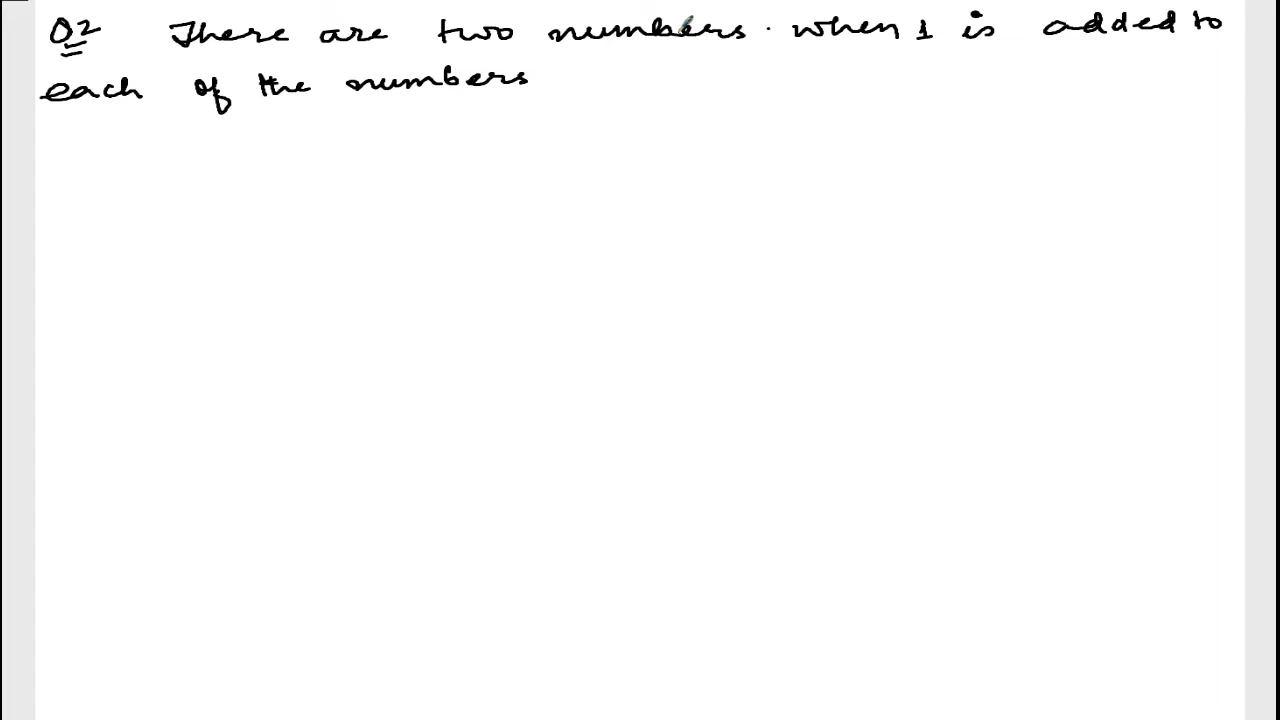 Q2 There are two numbers. when 1 is added to
each of the numbers